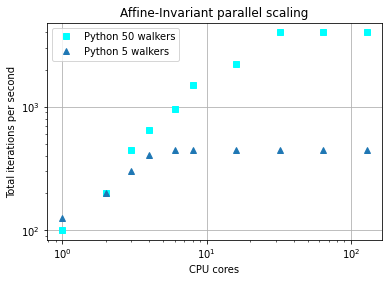 Affine-Invariant parallel scaling
Python 50 walkers
Python 5 walkers
Total iterations per second
10³
10²
10⁰
10¹
10²
CPU cores